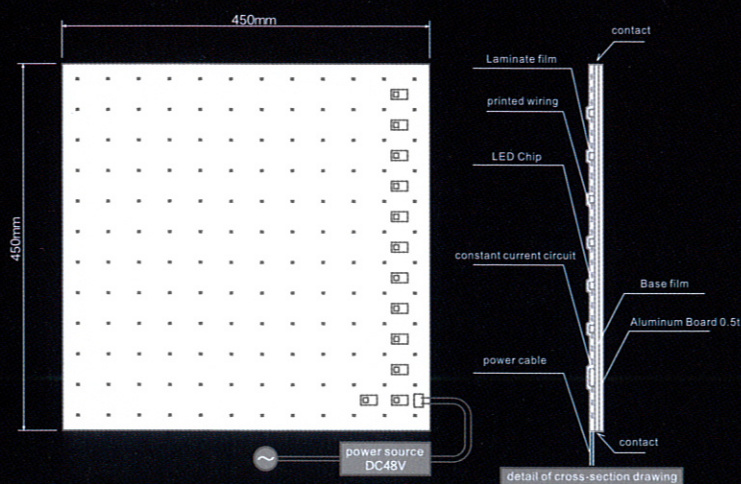 450mm
450mm
power source
DC48V
contact
Laminate film
printed wiring
LED Chip
constant current circuit
Base film
Aluminum Board 0.5t
power cable
contact
detail of cross-section drawing